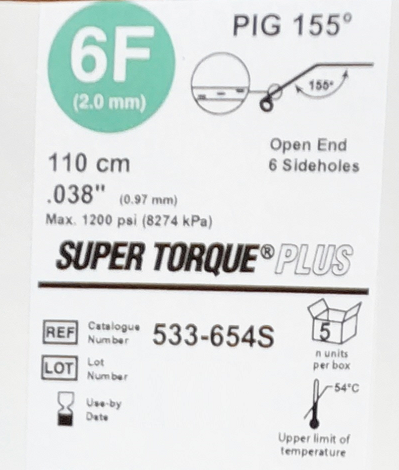 6F
(2.0 mm)
PIG 155°
155°
110 cm
.038" (0.97 mm)
Max. 1200 psi (8274 kPa)
Open End
6 Sideholes
SUPER TORQUE® PLUS
REF Catalogue Number 533-654S
LOT Lot Number
Use-by Date
5
n units
per box
54°C
Upper limit of
temperature